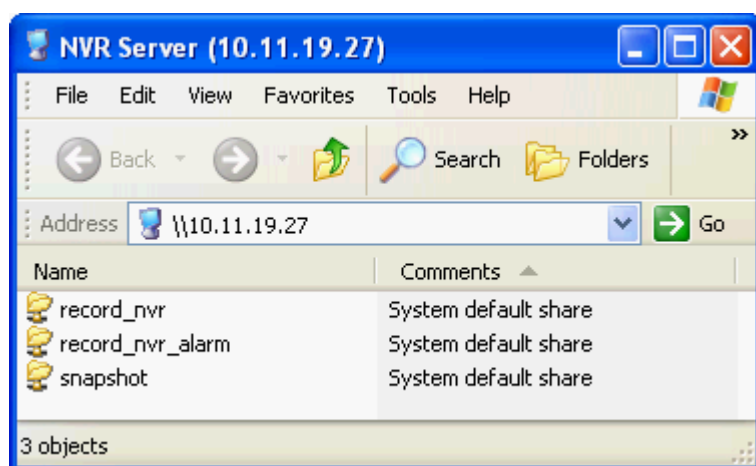 NVR Server (10.11.19.27)
File Edit View Favorites Tools Help
Back Search Folders »
Address \\10.11.19.27 Go
Name Comments
record_nvr System default share
record_nvr_alarm System default share
snapshot System default share
3 objects